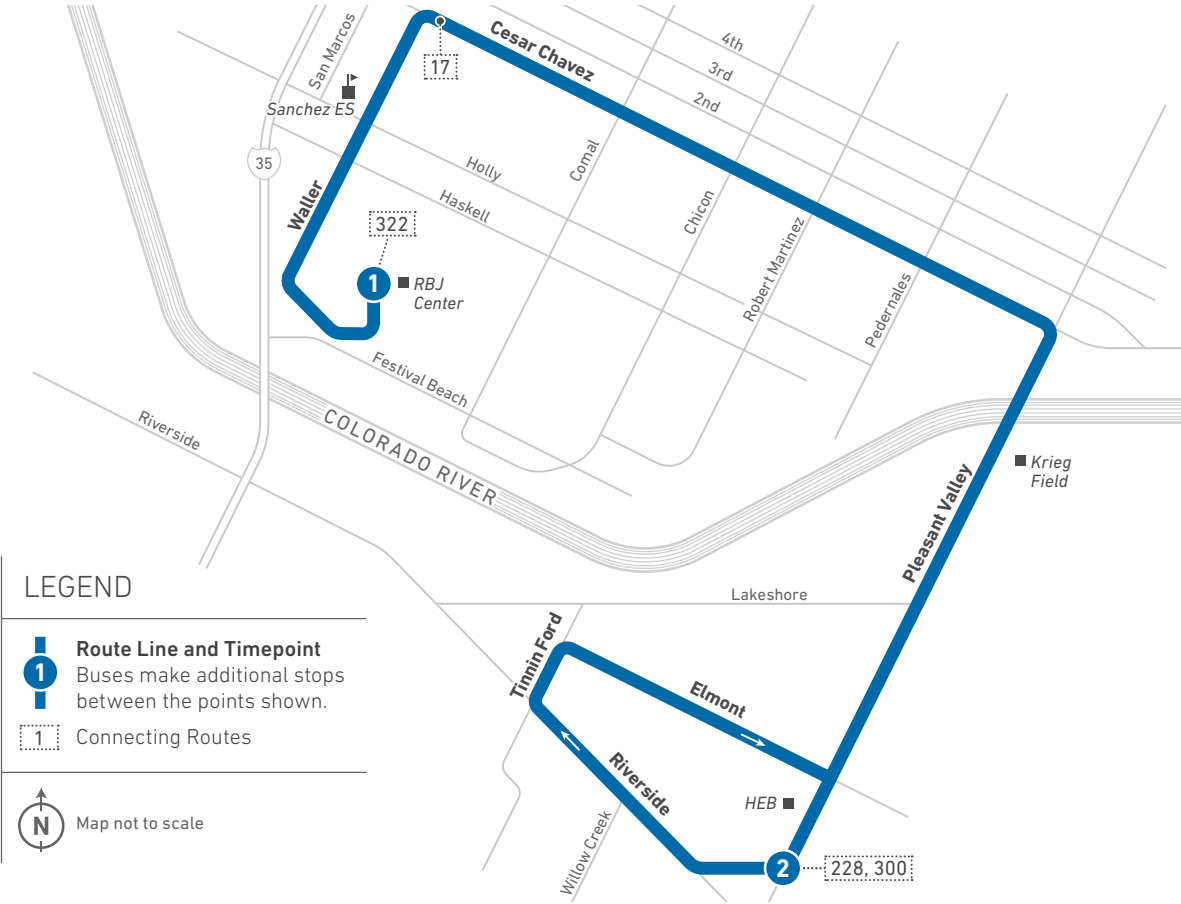 San Marcos
Cesar Chavez
4th
3rd
2nd
17
Sanchez ES
35
Holly
Haskell
Comal
Chicon
Robert Martinez
Pedernales
Waller
322
1
RBJ
Center
Festival Beach
COLORADO RIVER
Riverside
Krieg
Field
Pleasant Valley
Lakeshore
Tinnin Ford
Elmont
Riverside
HEB
Willow Creek
2
228, 300
LEGEND
1
Route Line and Timepoint
Buses make additional stops
between the points shown.
1
Connecting Routes
N
Map not to scale